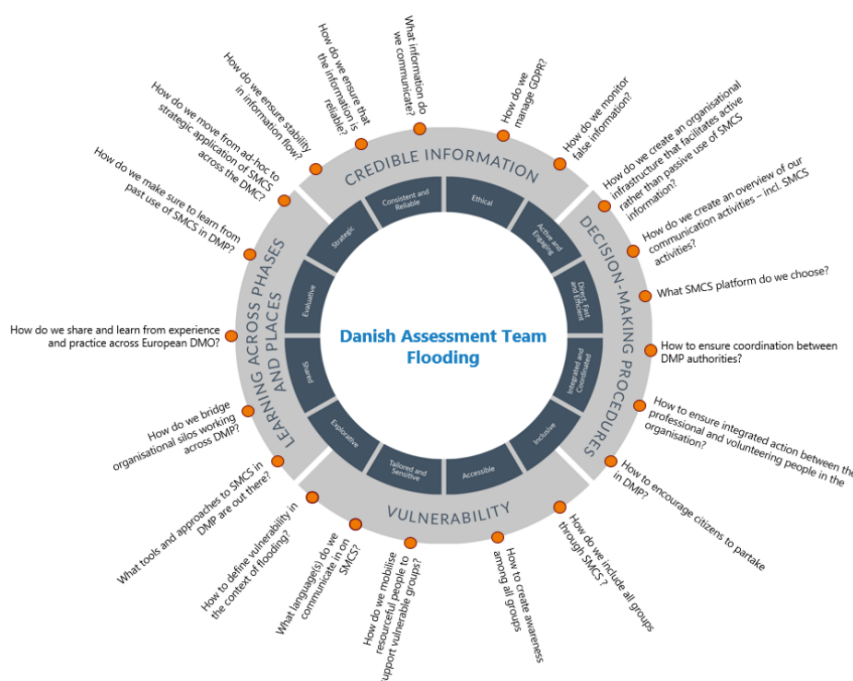 Danish Assessment Team
Flooding
CREDIBLE INFORMATION
DECISION-MAKING PROCEDURES
VULNERABILITY
LEARNING ACROSS PHASES
AND PLACES
Consistent and
Reliable
Ethical
Active and
Engaging
Direct, Fast
and Efficient
Integrated and
Coordinated
Inclusive
Accessible
Tailored and
Sensitive
Explorative
Shared
Evaluative
Strategic
How do we ensure stability
in information flow?
How do we ensure that
the information is
reliable?
What information do
we communicate?
How do we
manage GDPR?
How do we monitor
false information?
How do we create an organisational
infrastructure that facilitates active
rather than passive use of SMCS
information?
How do we create an overview of our
communication activities – incl. SMCS
activities?
What SMCS platform do we choose?
How to ensure coordination between
DMP authorities?
How to ensure integrated action between the
professional and volunteering people in the
organisation?
How to encourage citizens to partake
in DMP?
How do we include all groups
through SMCS ?
How to create awareness
among all groups
How do we mobilise
resourceful people to
support vulnerable groups?
What language(s) do we
communicate in on
SMCS?
How to define vulnerability in
the context of flooding?
What tools and approaches to SMCS in
DMP are out there?
How do we bridge
organisational silos working
across DMP?
How do we share and learn from experience
and practice across European DMO?
How do we make sure to learn from
past use of SMCS in DMP?
How do we move from ad-hoc to
strategic application of SMCS
across the DMC?